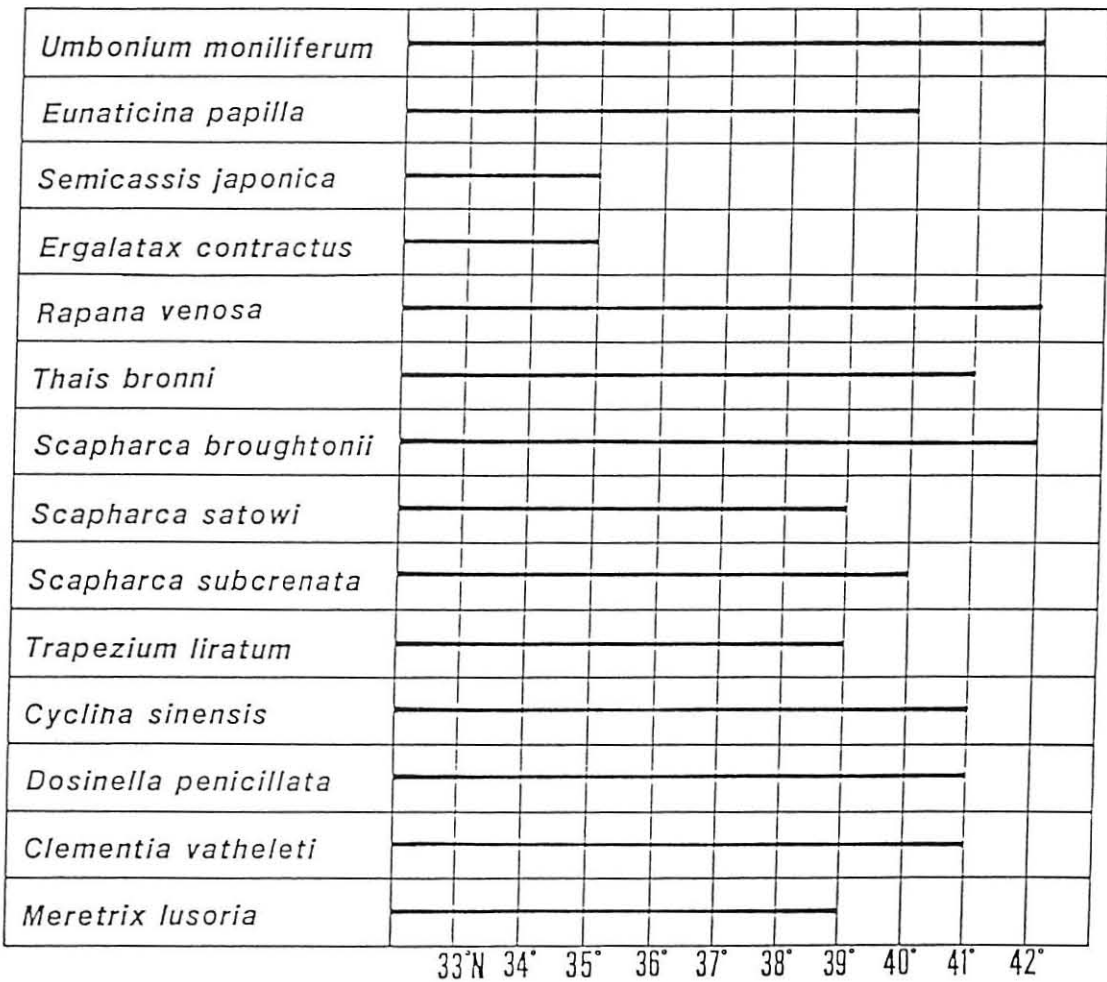 Umbonium moniliferum
Eunaticina papilla
Semicassis japonica
Ergalatax contractus
Rapana venosa
Thais bronni
Scapharca broughtonii
Scapharca satowi
Scapharca subcrenata
Trapezium liratum
Cyclina sinensis
Dosinella penicillata
Clementia vatheleti
Meretrix lusoria
33°N 34° 35° 36° 37° 38° 39° 40° 41° 42°